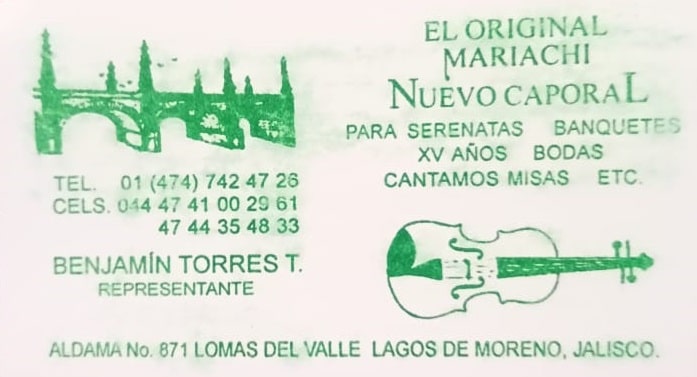 EL ORIGINAL
MARIACHI
NUEVO CAPORAL
PARA SERENATAS BANQUETES
XV AÑOS BODAS
CANTAMOS MISAS ETC.
TEL. 01 (474) 742 47 26
CELS. 044 47 41 00 29 61
47 44 35 48 33
BENJAMÍN TORRES T.
REPRESENTANTE
ALDAMA No. 871 LOMAS DEL VALLE LAGOS DE MORENO, JALISCO.